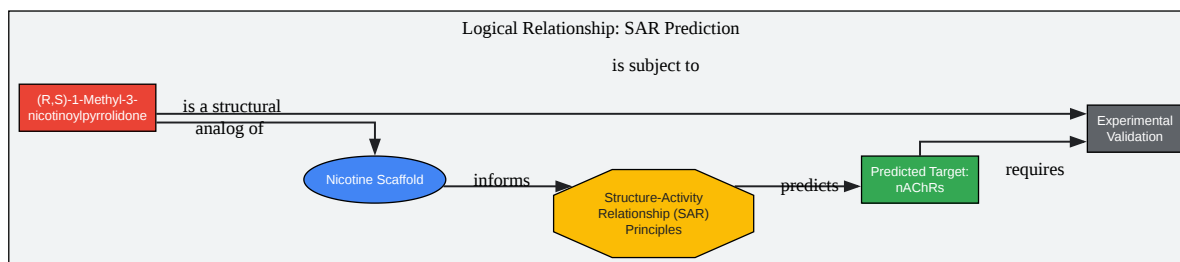 Logical Relationship: SAR Prediction
is subject to
(R,S)-1-Methyl-3-
nicotinoylpyrrolidone
is a structural
analog of
Nicotine Scaffold
informs
Structure-Activity
Relationship (SAR)
Principles
predicts
Predicted Target:
nAChRs
requires
Experimental
Validation